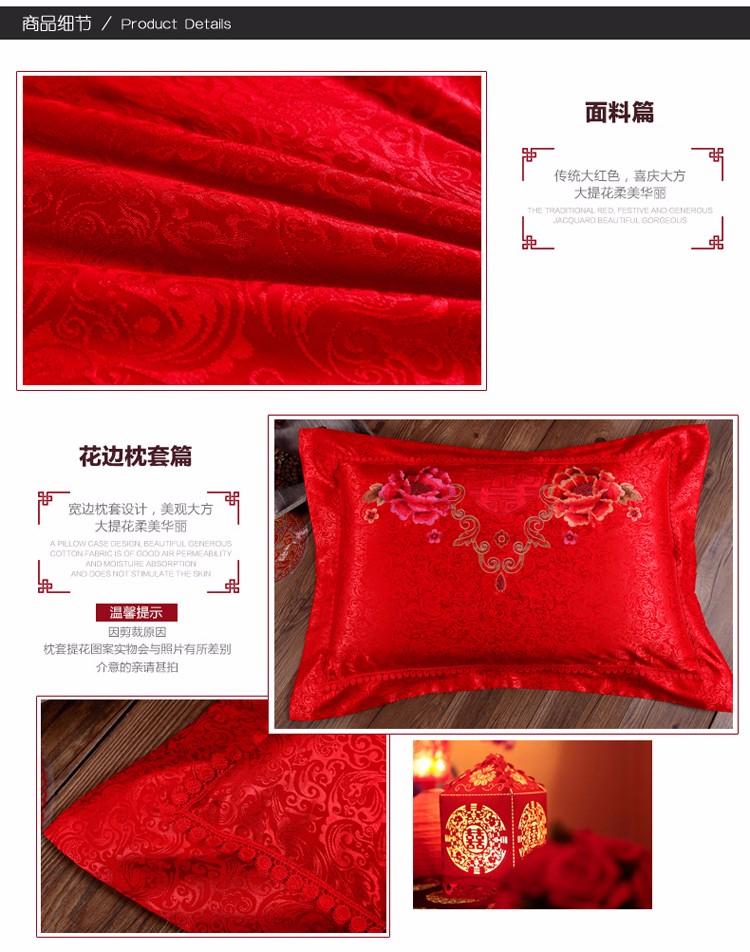 商品细节 / Product Details
面料篇
传统大红色，喜庆大方
大提花柔美华丽
THE TRADITIONAL RED, FESTIVE AND GENEROUS
JACQUARD BEAUTIFUL GORGEOUS
花边枕套篇
宽边枕套设计，美观大方
大提花柔美华丽
A PILLOW CASE DESIGN, BEAUTIFUL GENEROUS
COTTON FABRIC IS OF GOOD AIR PERMEABILITY
AND MOISTURE ABSORPTION
AND DOES NOT STIMULATE THE SKIN
温馨提示
因剪裁原因
枕套提花图案实物会与照片有所差别
介意的亲请甚拍